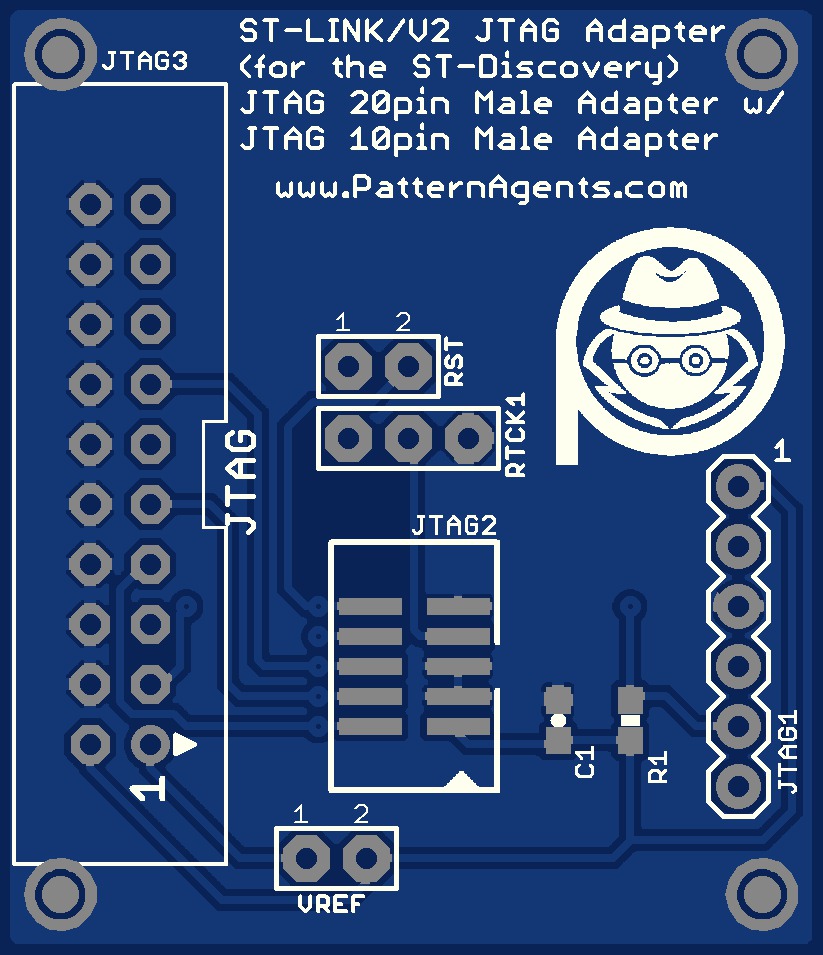 ST-LINK/V2 JTAG Adapter
(for the ST-Discovery)
JTAG 20pin Male Adapter w/
JTAG 10pin Male Adapter
www.PatternAgents.com
JTAG3
1 2
RST
RTCK1
JTAG
JTAG2
1
JTAG1
C1
R1
1
1 2
VREF